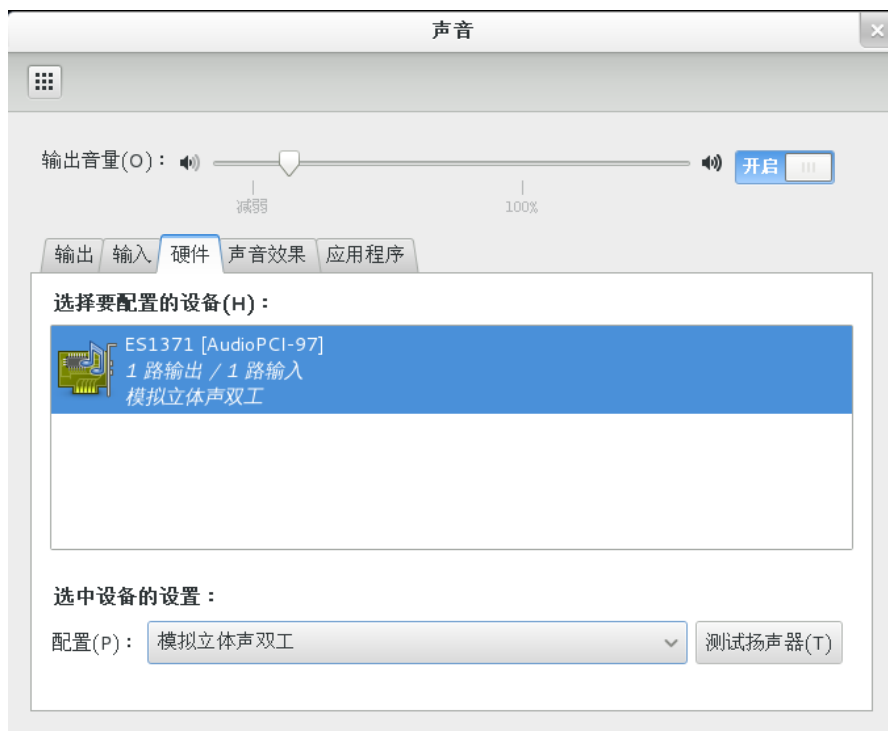 声音
输出音量(O)：
开启
减弱
100%
输出 输入 硬件 声音效果 应用程序
选择要配置的设备(H)：
ES1371 [AudioPCI-97]
1 路输出 / 1 路输入
模拟立体声双工
选中设备的设置：
配置(P)： 模拟立体声双工 测试扬声器(T)